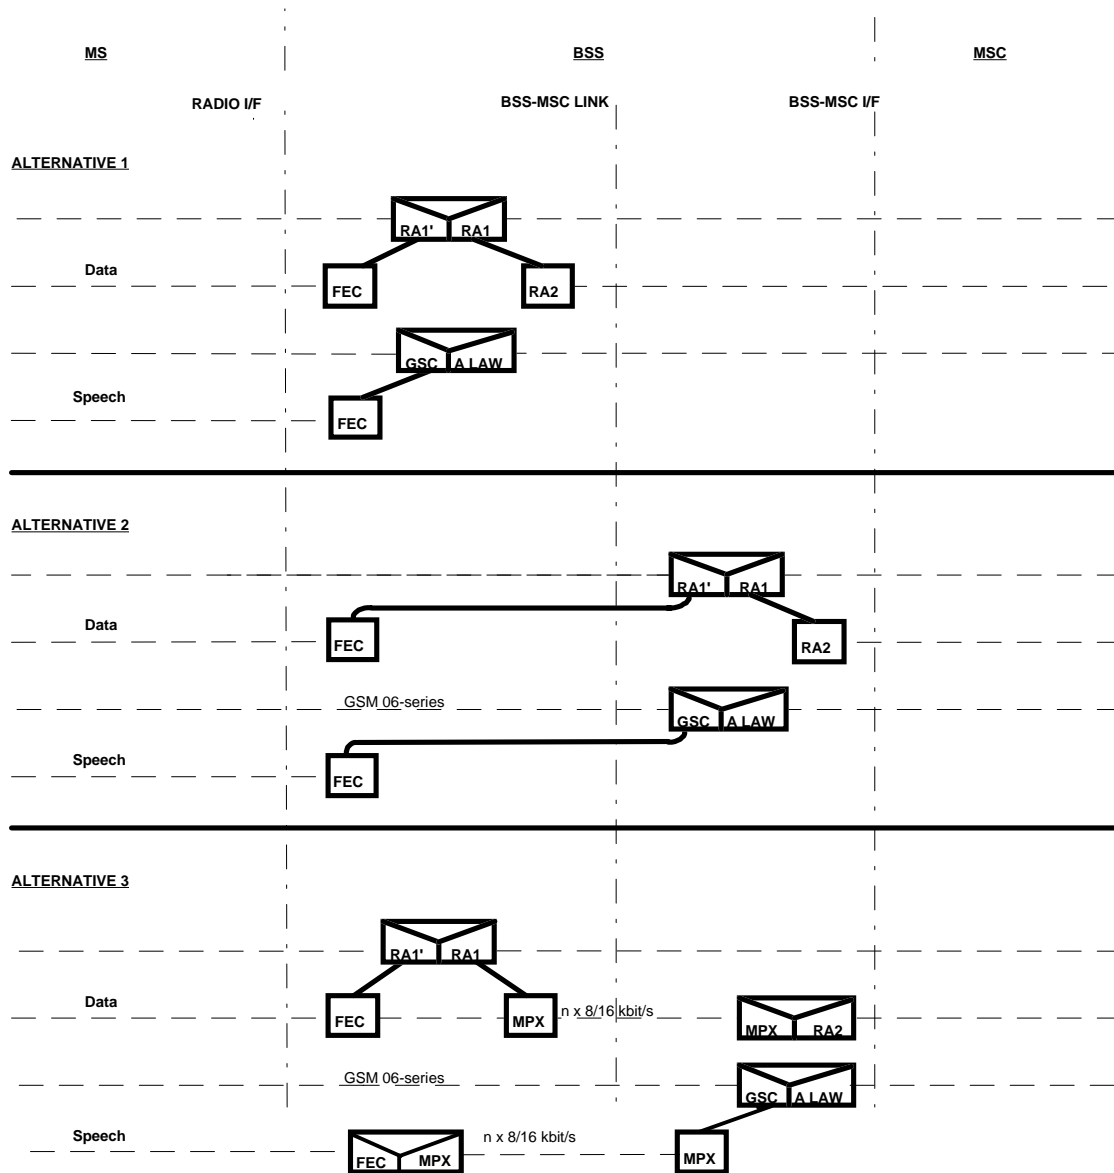 MS BSS MSC
RADIO I/F BSS-MSC LINK BSS-MSC I/F
ALTERNATIVE 1
RA1' RA1
Data
FEC RA2
GSC A LAW
Speech
FEC
ALTERNATIVE 2
RA1' RA1
Data
FEC RA2
GSM 06-series
GSC A LAW
Speech
FEC
ALTERNATIVE 3
RA1' RA1
Data
FEC MPX n x 8/16 kbit/s MPX RA2
GSM 06-series
GSC A LAW
Speech n x 8/16 kbit/s
FEC MPX MPX